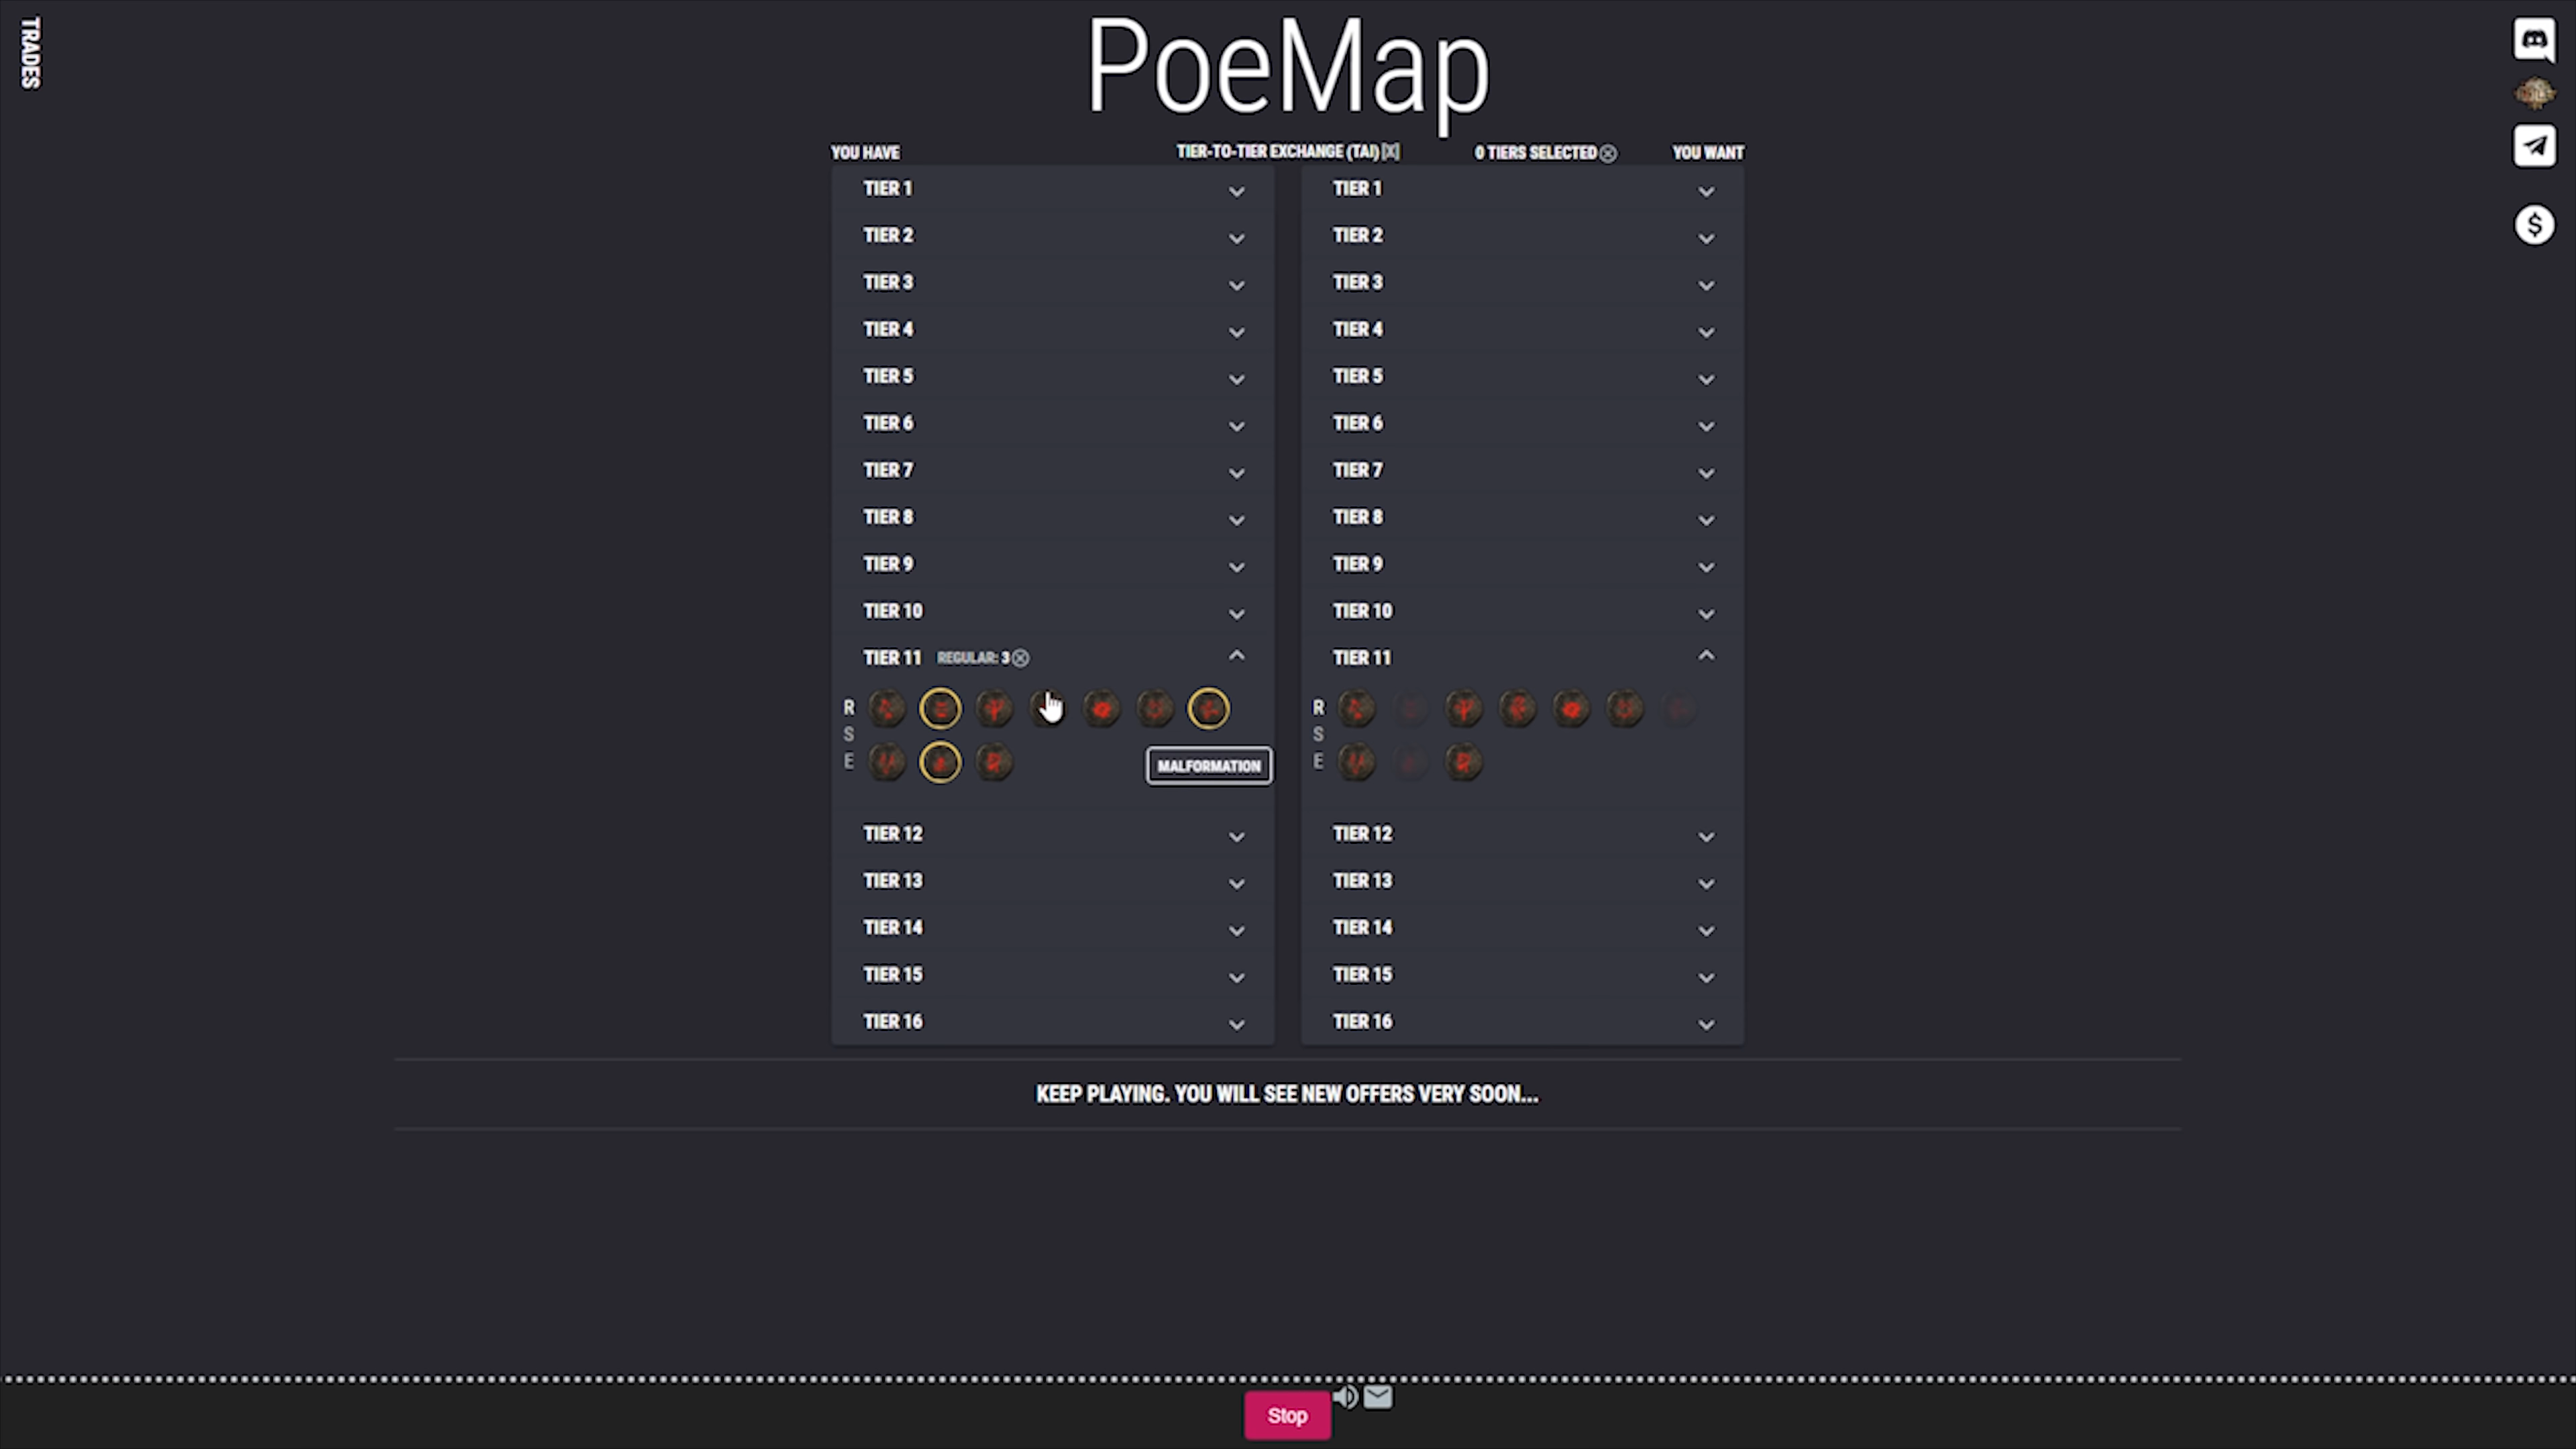 TRADES
PoeMap
YOU HAVE
TIER-TO-TIER EXCHANGE (TAI) [X]
0 TIERS SELECTED
YOU WANT
TIER 1
TIER 2
TIER 3
TIER 4
TIER 5
TIER 6
TIER 7
TIER 8
TIER 9
TIER 10
TIER 11 REGULAR: 3
R
S
E
MALFORMATION
TIER 12
TIER 13
TIER 14
TIER 15
TIER 16
TIER 1
TIER 2
TIER 3
TIER 4
TIER 5
TIER 6
TIER 7
TIER 8
TIER 9
TIER 10
TIER 11
R
S
E
TIER 12
TIER 13
TIER 14
TIER 15
TIER 16
KEEP PLAYING. YOU WILL SEE NEW OFFERS VERY SOON...
Stop